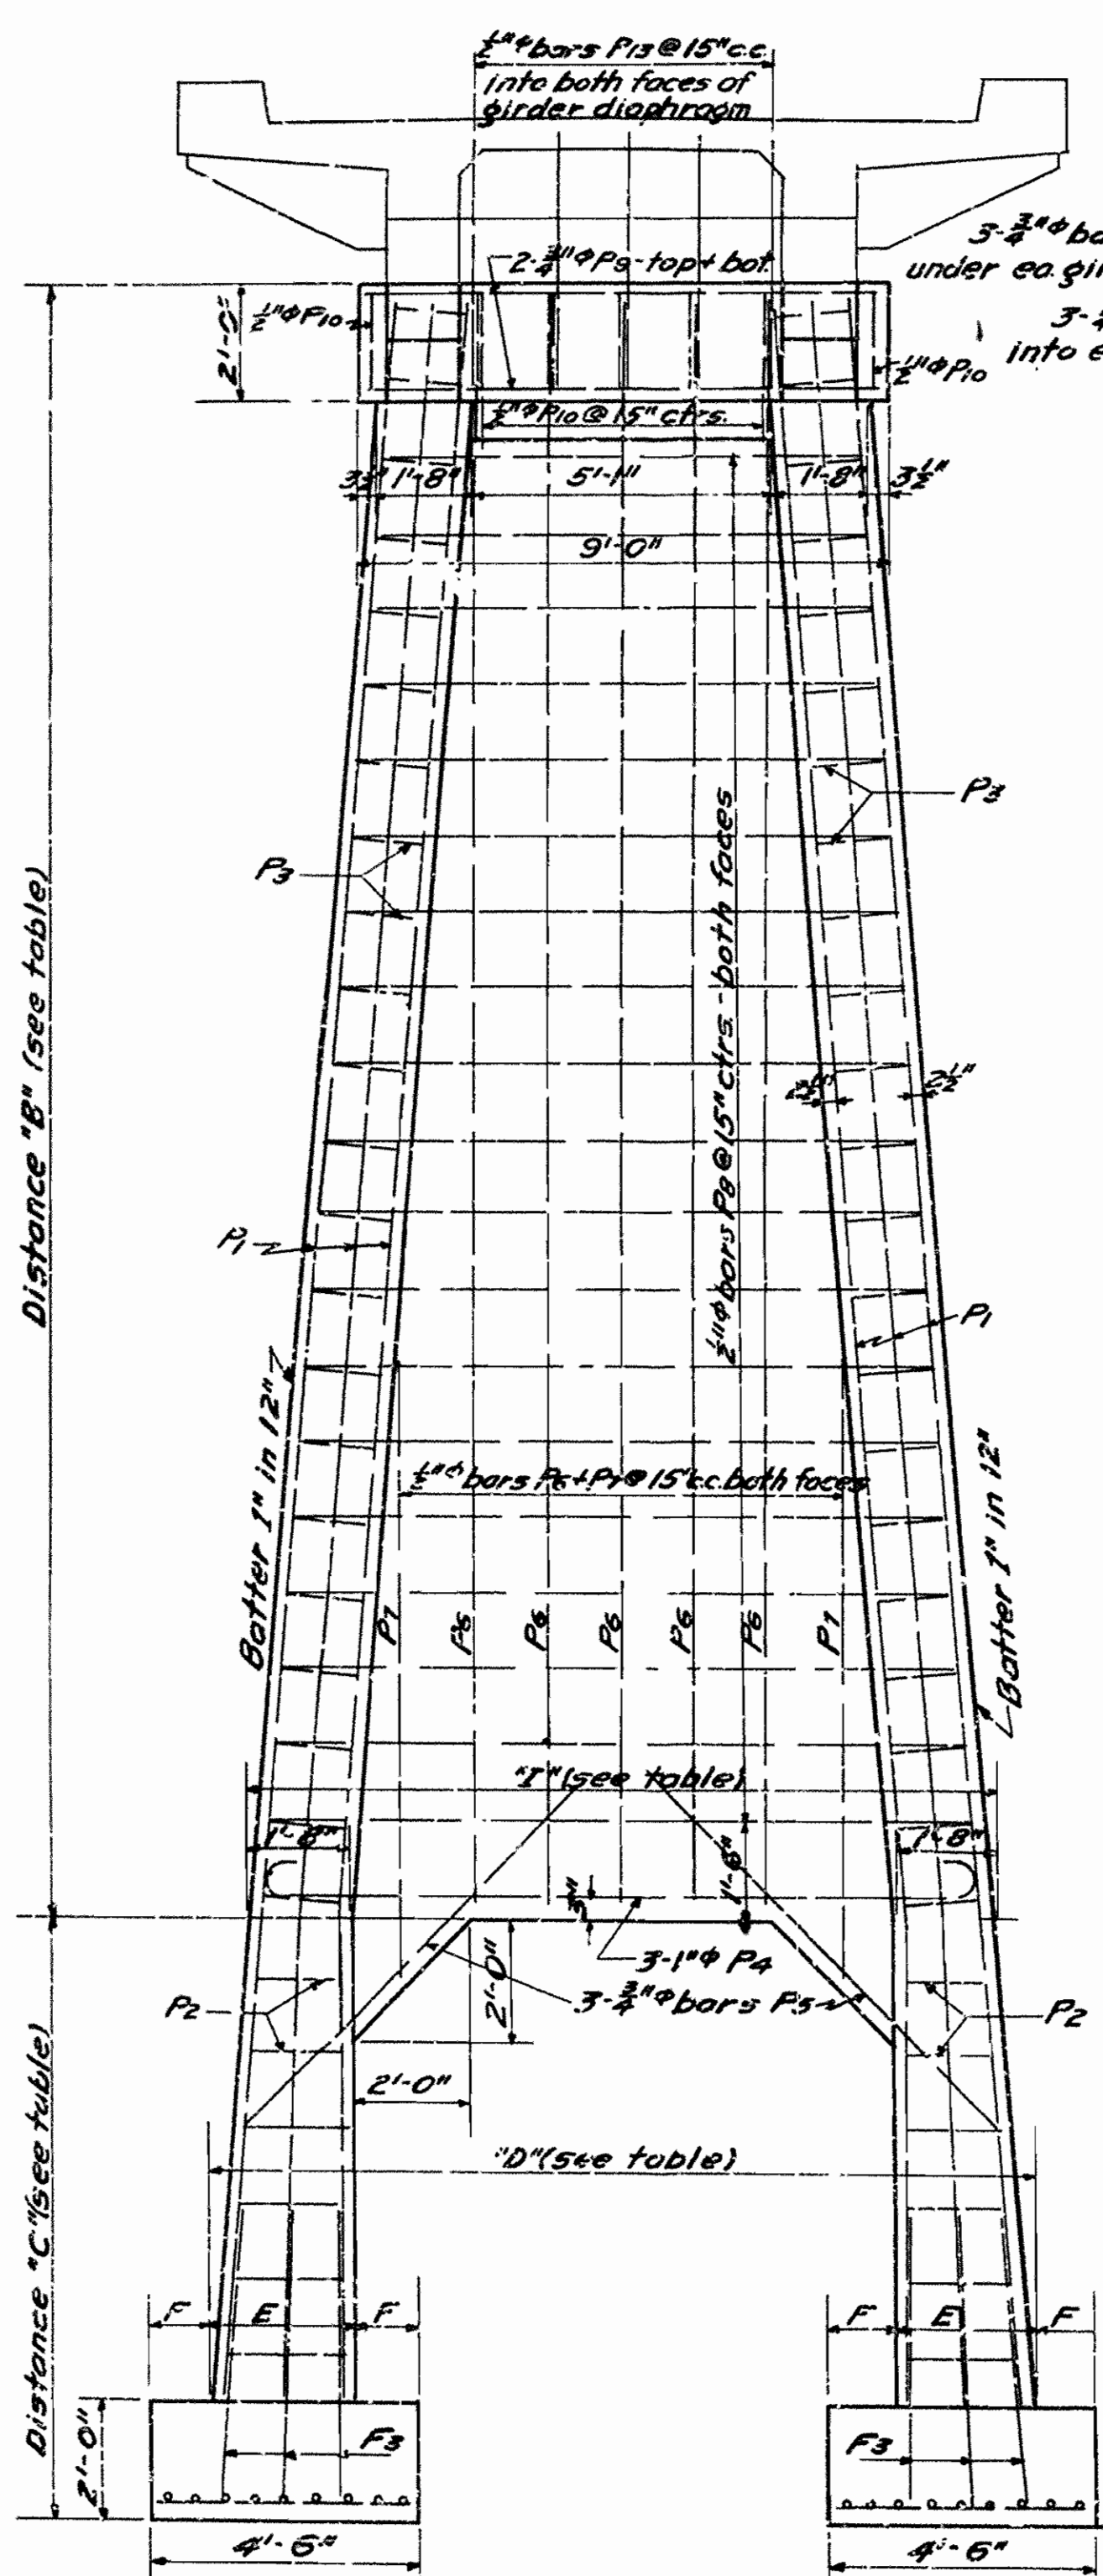 ½"φ bars P13 @ 15" c.c.
into both faces of
girder diaphragm
3-¾"φ ba
under ea. gir
3-
into e
2-¾"φ P9-top + bot.
½"φ P10
2'-0"
½"φ P10
½"φ P10 @ 15" ctrs.
3½"
1'-8"
5'-1"
1'-8"
3½"
9'-0"
P3
P3
Distance "B" (see table)
½"φ bars P8 @ 15" ctrs. - both faces
2½"
2½"
P1
P1
Batter 1" in 12"
Batter 1" in 12"
½"φ bars P6 + P7 @ 15" c.c. both faces
P7
P6
P6
P6
P6
P6
P7
"I" (see table)
1'-8"
1'-8"
1'-6"
3"
3-1"φ P4
3-¾"φ bars P5
2'-0"
P2
P2
2'-0"
"D" (see table)
Distance "C" (see table)
F
E
F
F
E
F
F3
F3
2'-0"
4'-6"
4'-6"